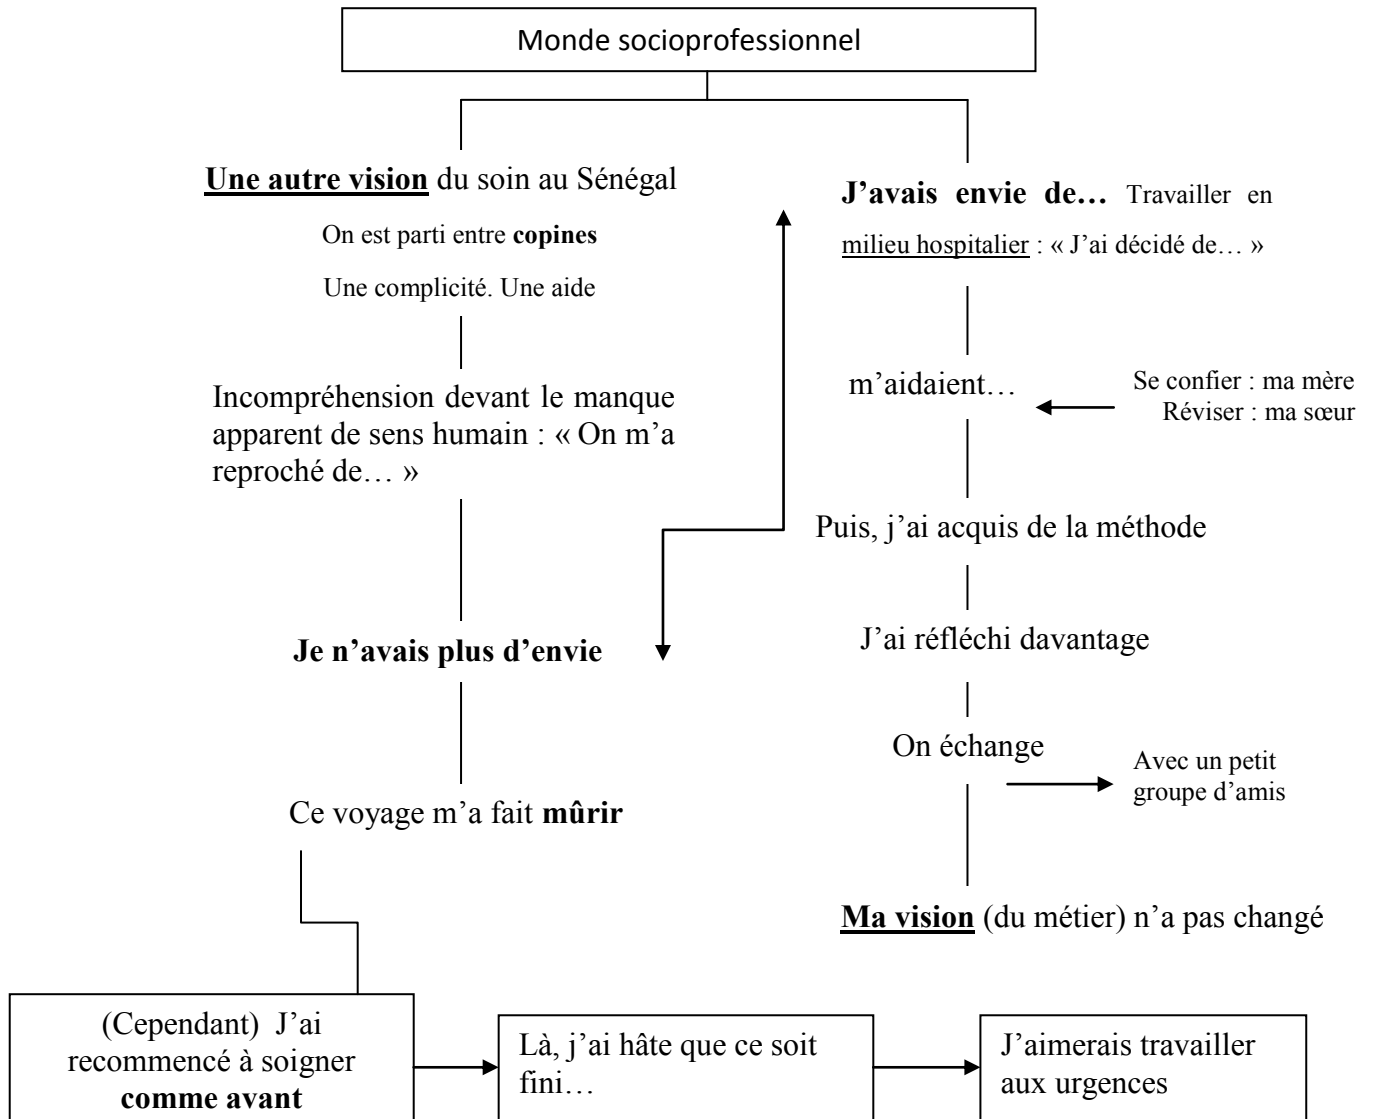 Monde socioprofessionnel
Une autre vision du soin au Sénégal
On est parti entre copines
Une complicité. Une aide
Incompréhension devant le manque
apparent de sens humain : « On m’a
reproché de… »
Je n’avais plus d’envie
Ce voyage m’a fait mûrir
J’avais envie de… Travailler en
milieu hospitalier : « J’ai décidé de… »
m’aidaient…
Se confier : ma mère
Réviser : ma sœur
Puis, j’ai acquis de la méthode
J’ai réfléchi davantage
On échange
Avec un petit
groupe d’amis
Ma vision (du métier) n’a pas changé
(Cependant) J’ai
recommencé à soigner
comme avant
Là, j’ai hâte que ce soit
fini…
J’aimerais travailler
aux urgences